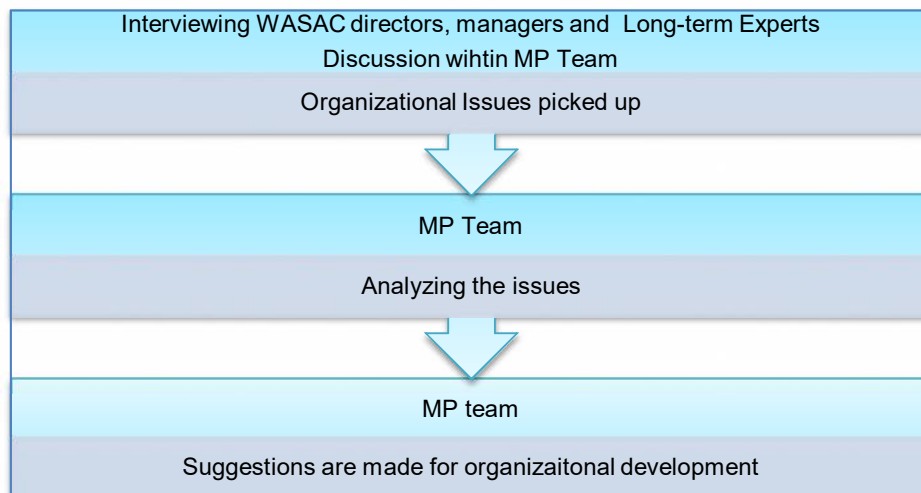 Interviewing WASAC directors, managers and Long-term Experts
Discussion wihtin MP Team
Organizational Issues picked up
MP Team
Analyzing the issues
MP team
Suggestions are made for organizaitonal development